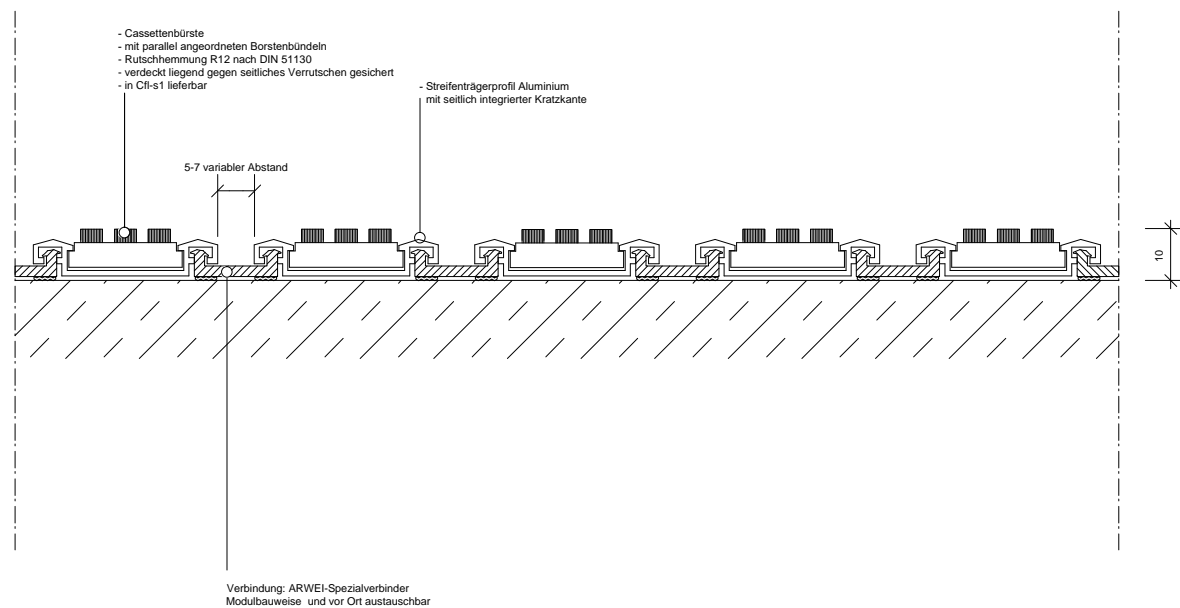 - Cassettenbürste
- mit parallel angeordneten Borstenbündeln
- Rutschhemmung R12 nach DIN 51130
- verdeckt liegend gegen seitliches Verrutschen gesichert
- in Cfl-s1 lieferbar
- Streifenträgerprofil Aluminium
mit seitlich integrierter Kratzkante
5-7 variabler Abstand
10
Verbindung: ARWEI-Spezialverbinder
Modulbauweise und vor Ort austauschbar